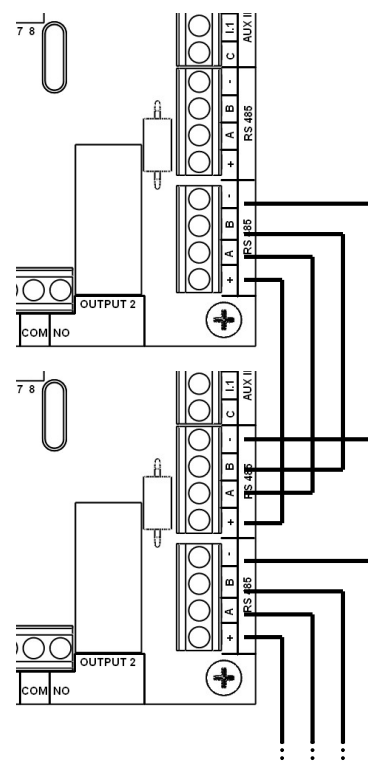 7 8
I.1
C
AUX II
-
B
A
+
RS 485
-
B
A
+
RS 485
OUTPUT 2
COM NO
7 8
I.1
C
AUX II
-
B
A
+
RS 485
-
B
A
+
RS 485
OUTPUT 2
COM NO